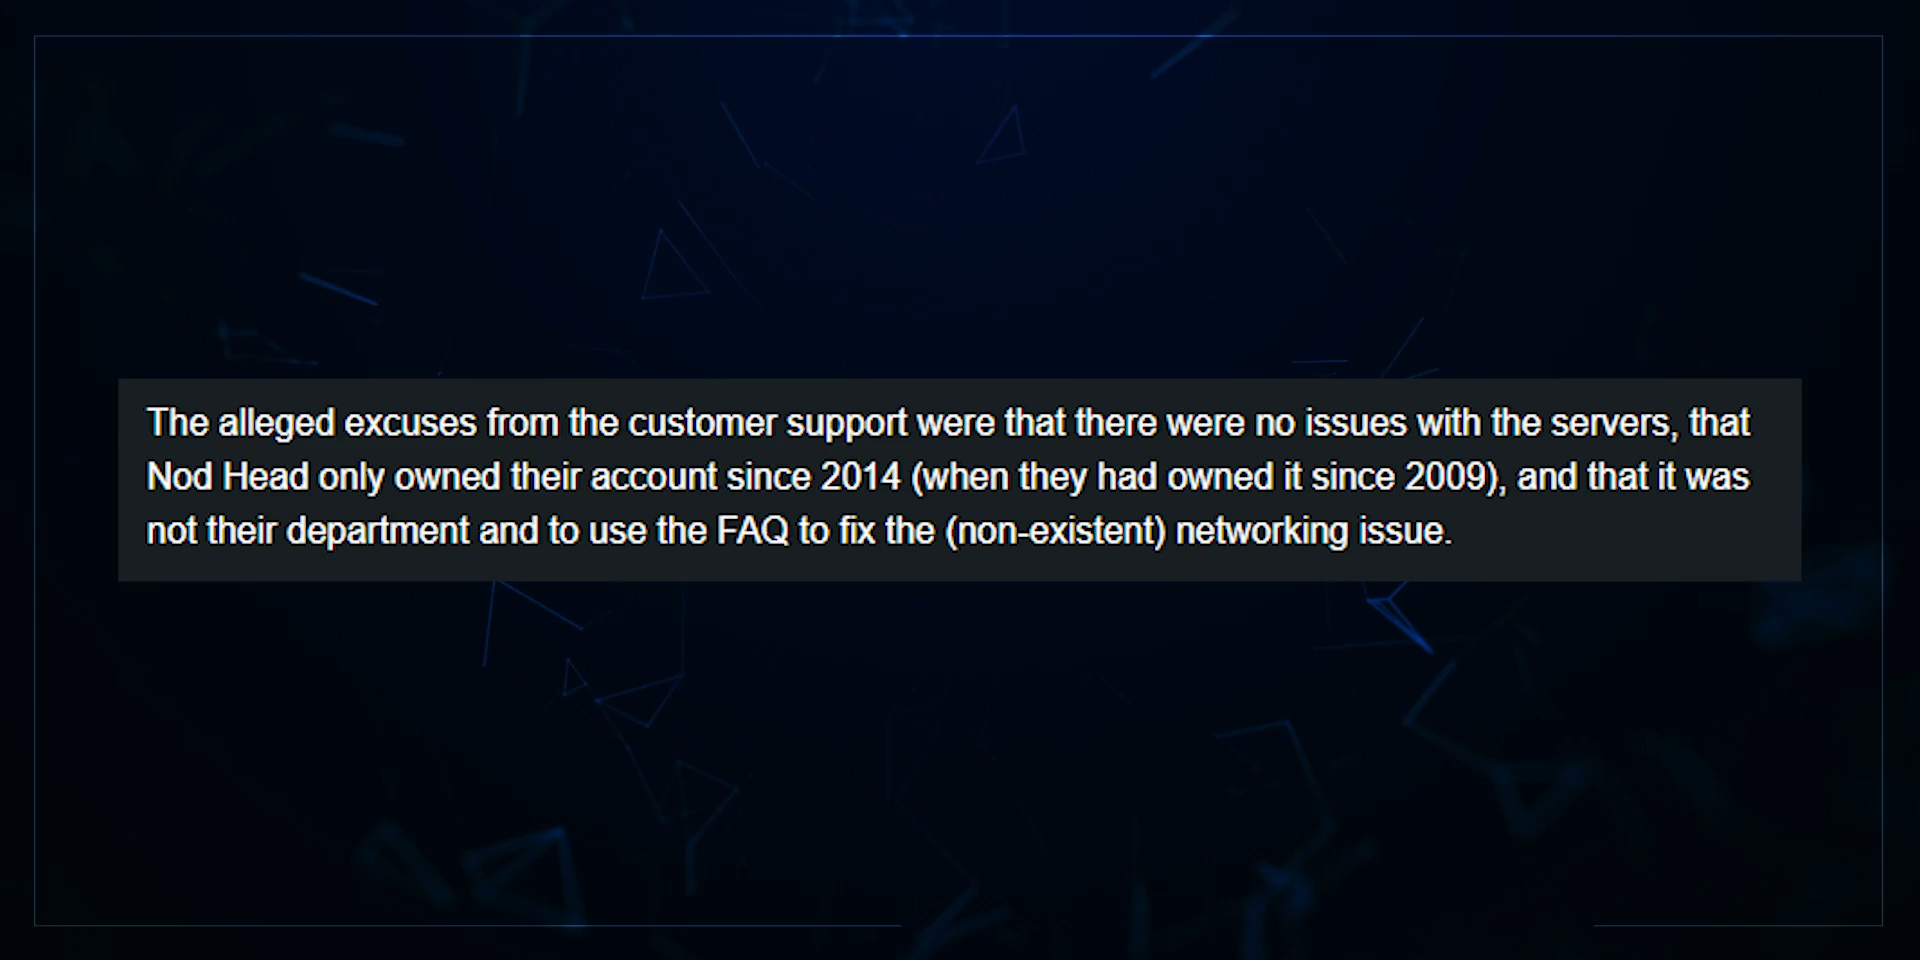 The alleged excuses from the customer support were that there were no issues with the servers, that
Nod Head only owned their account since 2014 (when they had owned it since 2009), and that it was
not their department and to use the FAQ to fix the (non-existent) networking issue.